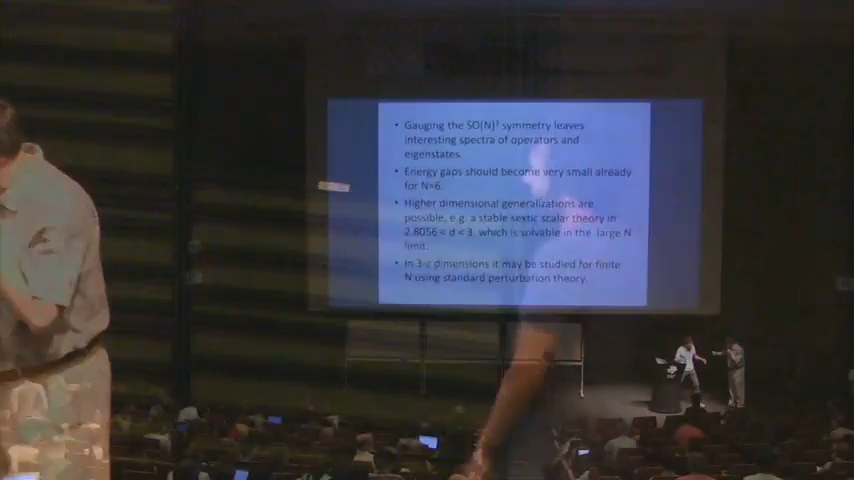 • Gauging the SO(N)³ symmetry leaves
interesting spectra of operators and
eigenstates.
• Energy gaps should become very small already
for N=6.
• Higher dimensional generalizations are
possible, e.g. a stable sextic scalar theory in
2.8056 < d < 3, which is solvable in the large N
limit.
• In 3-ε dimensions it may be studied for finite
N using standard perturbation theory.